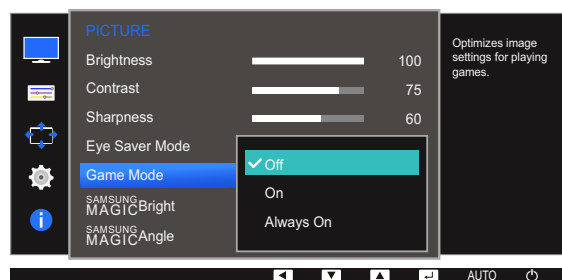 PICTURE
Brightness 100
Contrast 75
Sharpness 60
Eye Saver Mode
Game Mode
SAMSUNG
MAGICBright
SAMSUNG
MAGICAngle
Off
On
Always On
Optimizes image
settings for playing
games.
AUTO